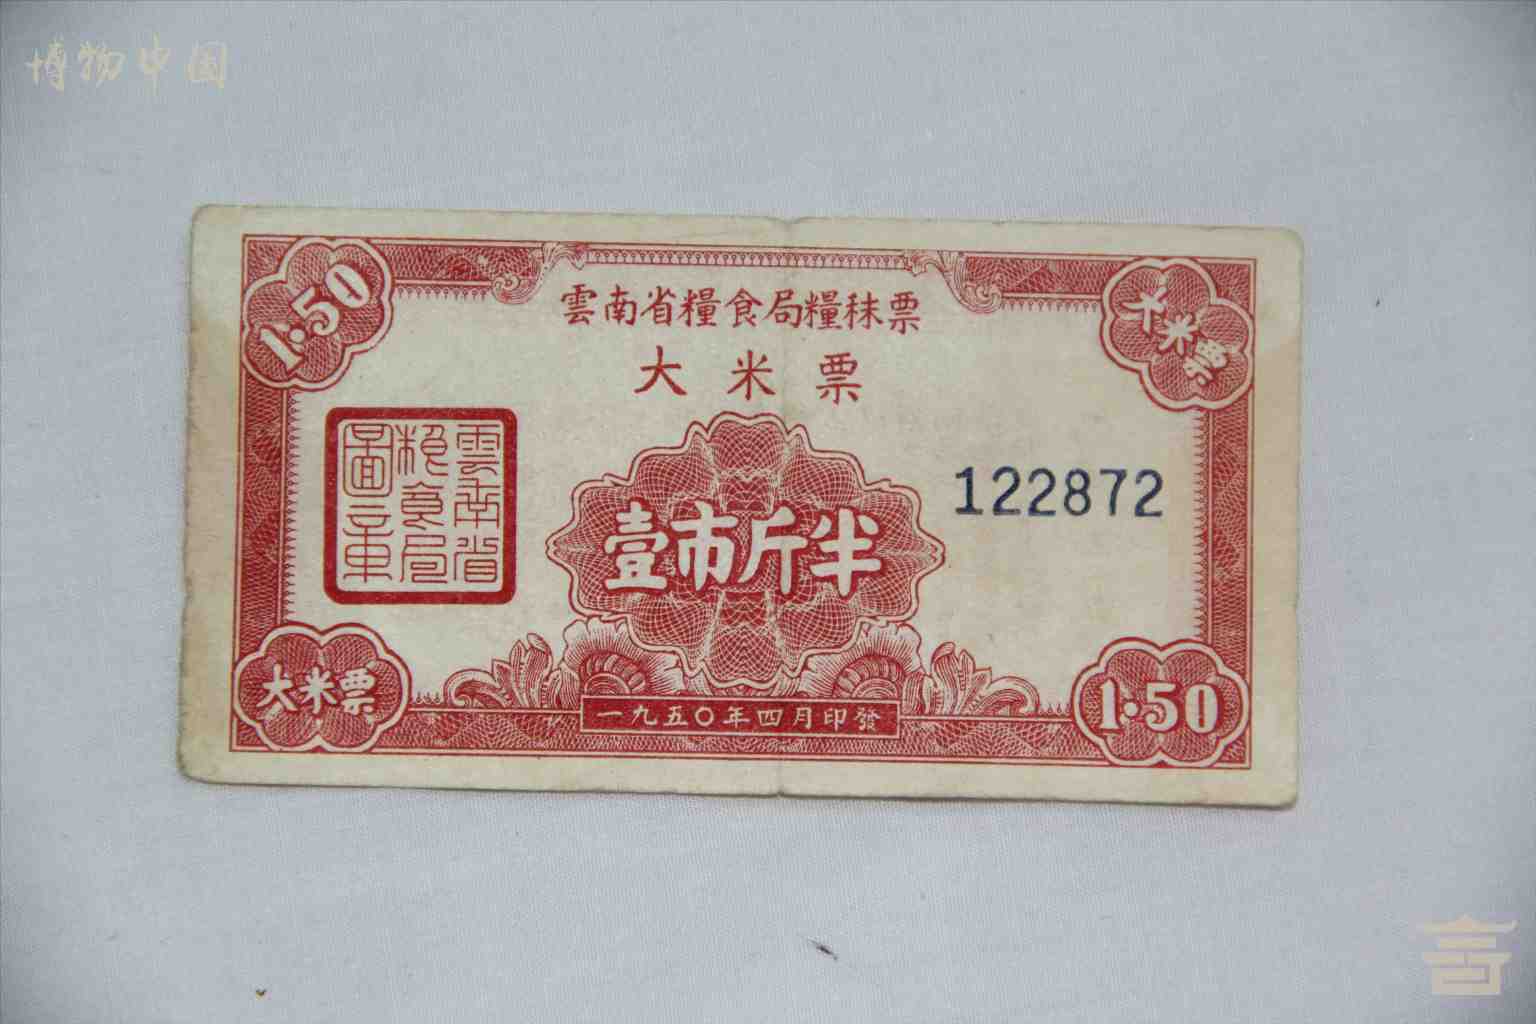 博物中国
1·50
雲南省糧食局糧秣票
大米票
大米票
雲南省
糧食局
圖章
壹市斤半
122872
大米票
一九五〇年四月印發
1·50